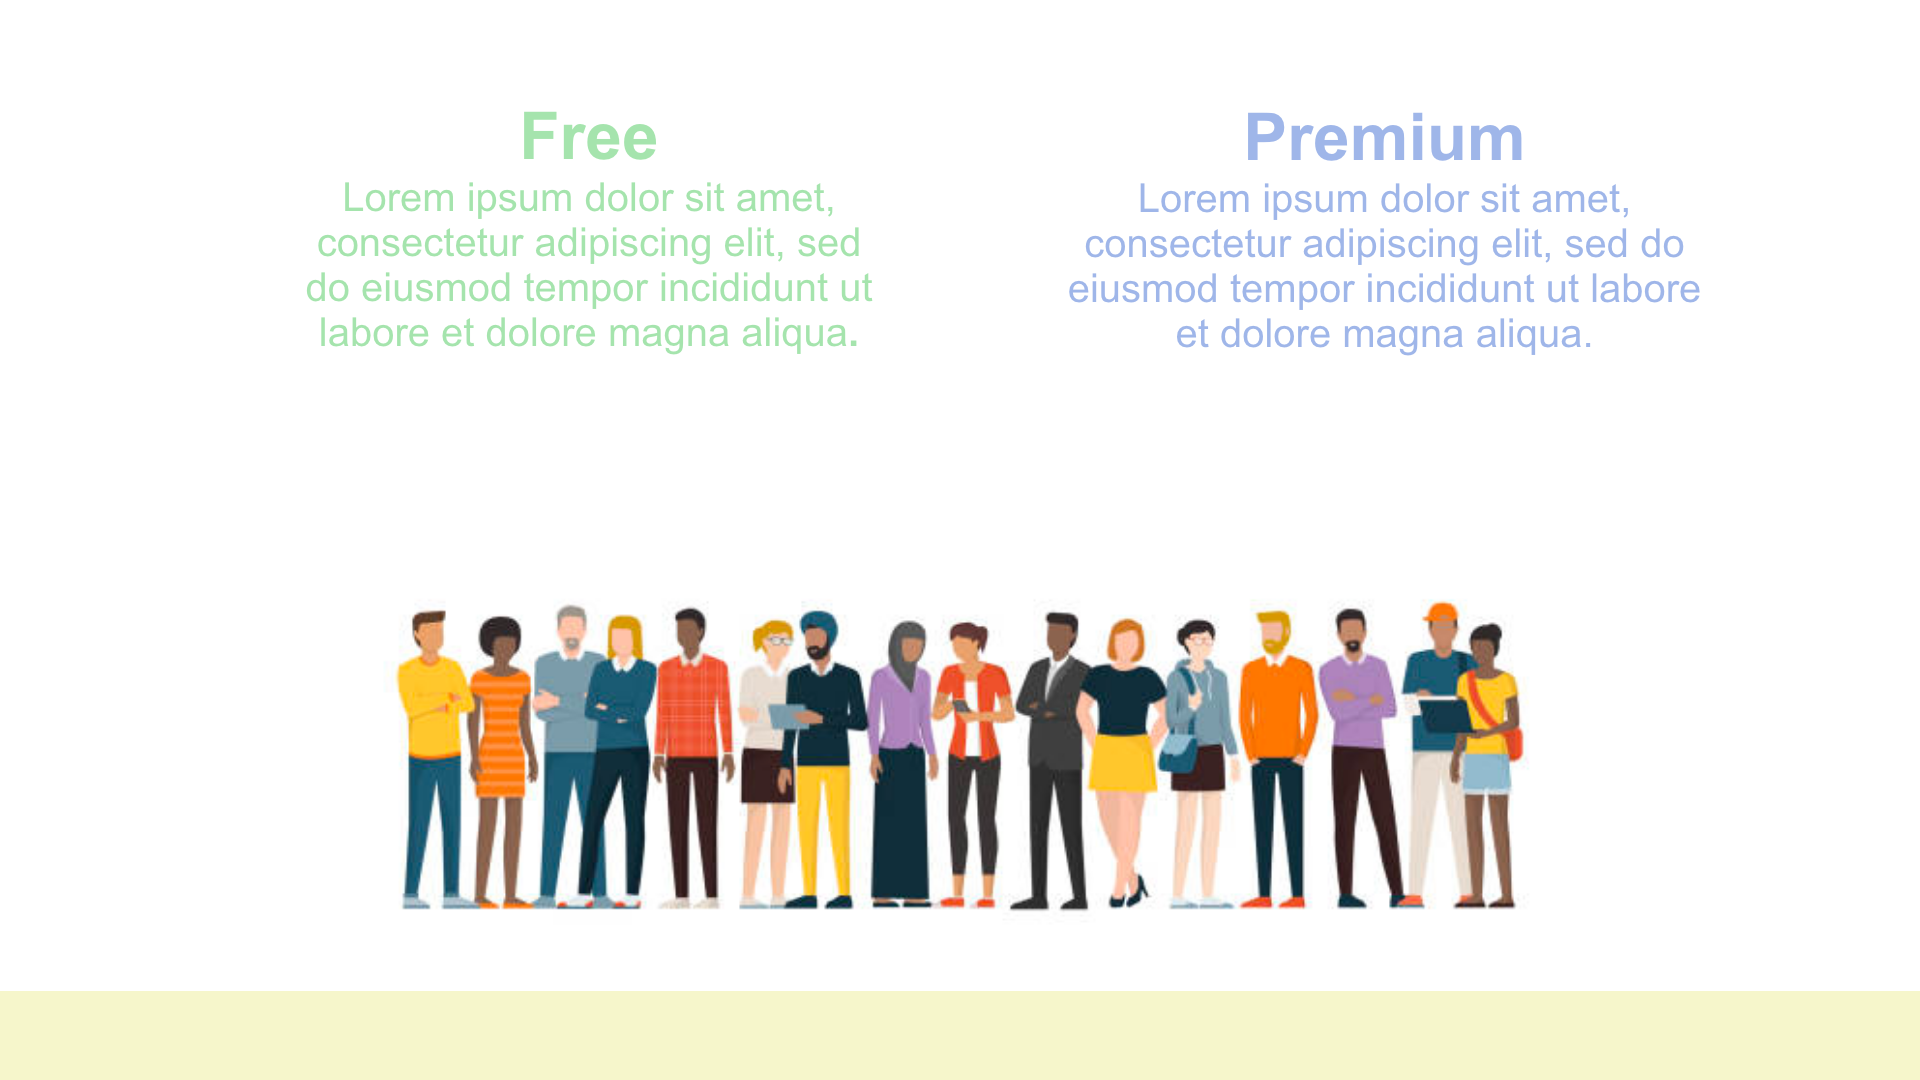 Free
Lorem ipsum dolor sit amet,
consectetur adipiscing elit, sed
do eiusmod tempor incididunt ut
labore et dolore magna aliqua.
Premium
Lorem ipsum dolor sit amet,
consectetur adipiscing elit, sed do
eiusmod tempor incididunt ut labore
et dolore magna aliqua.